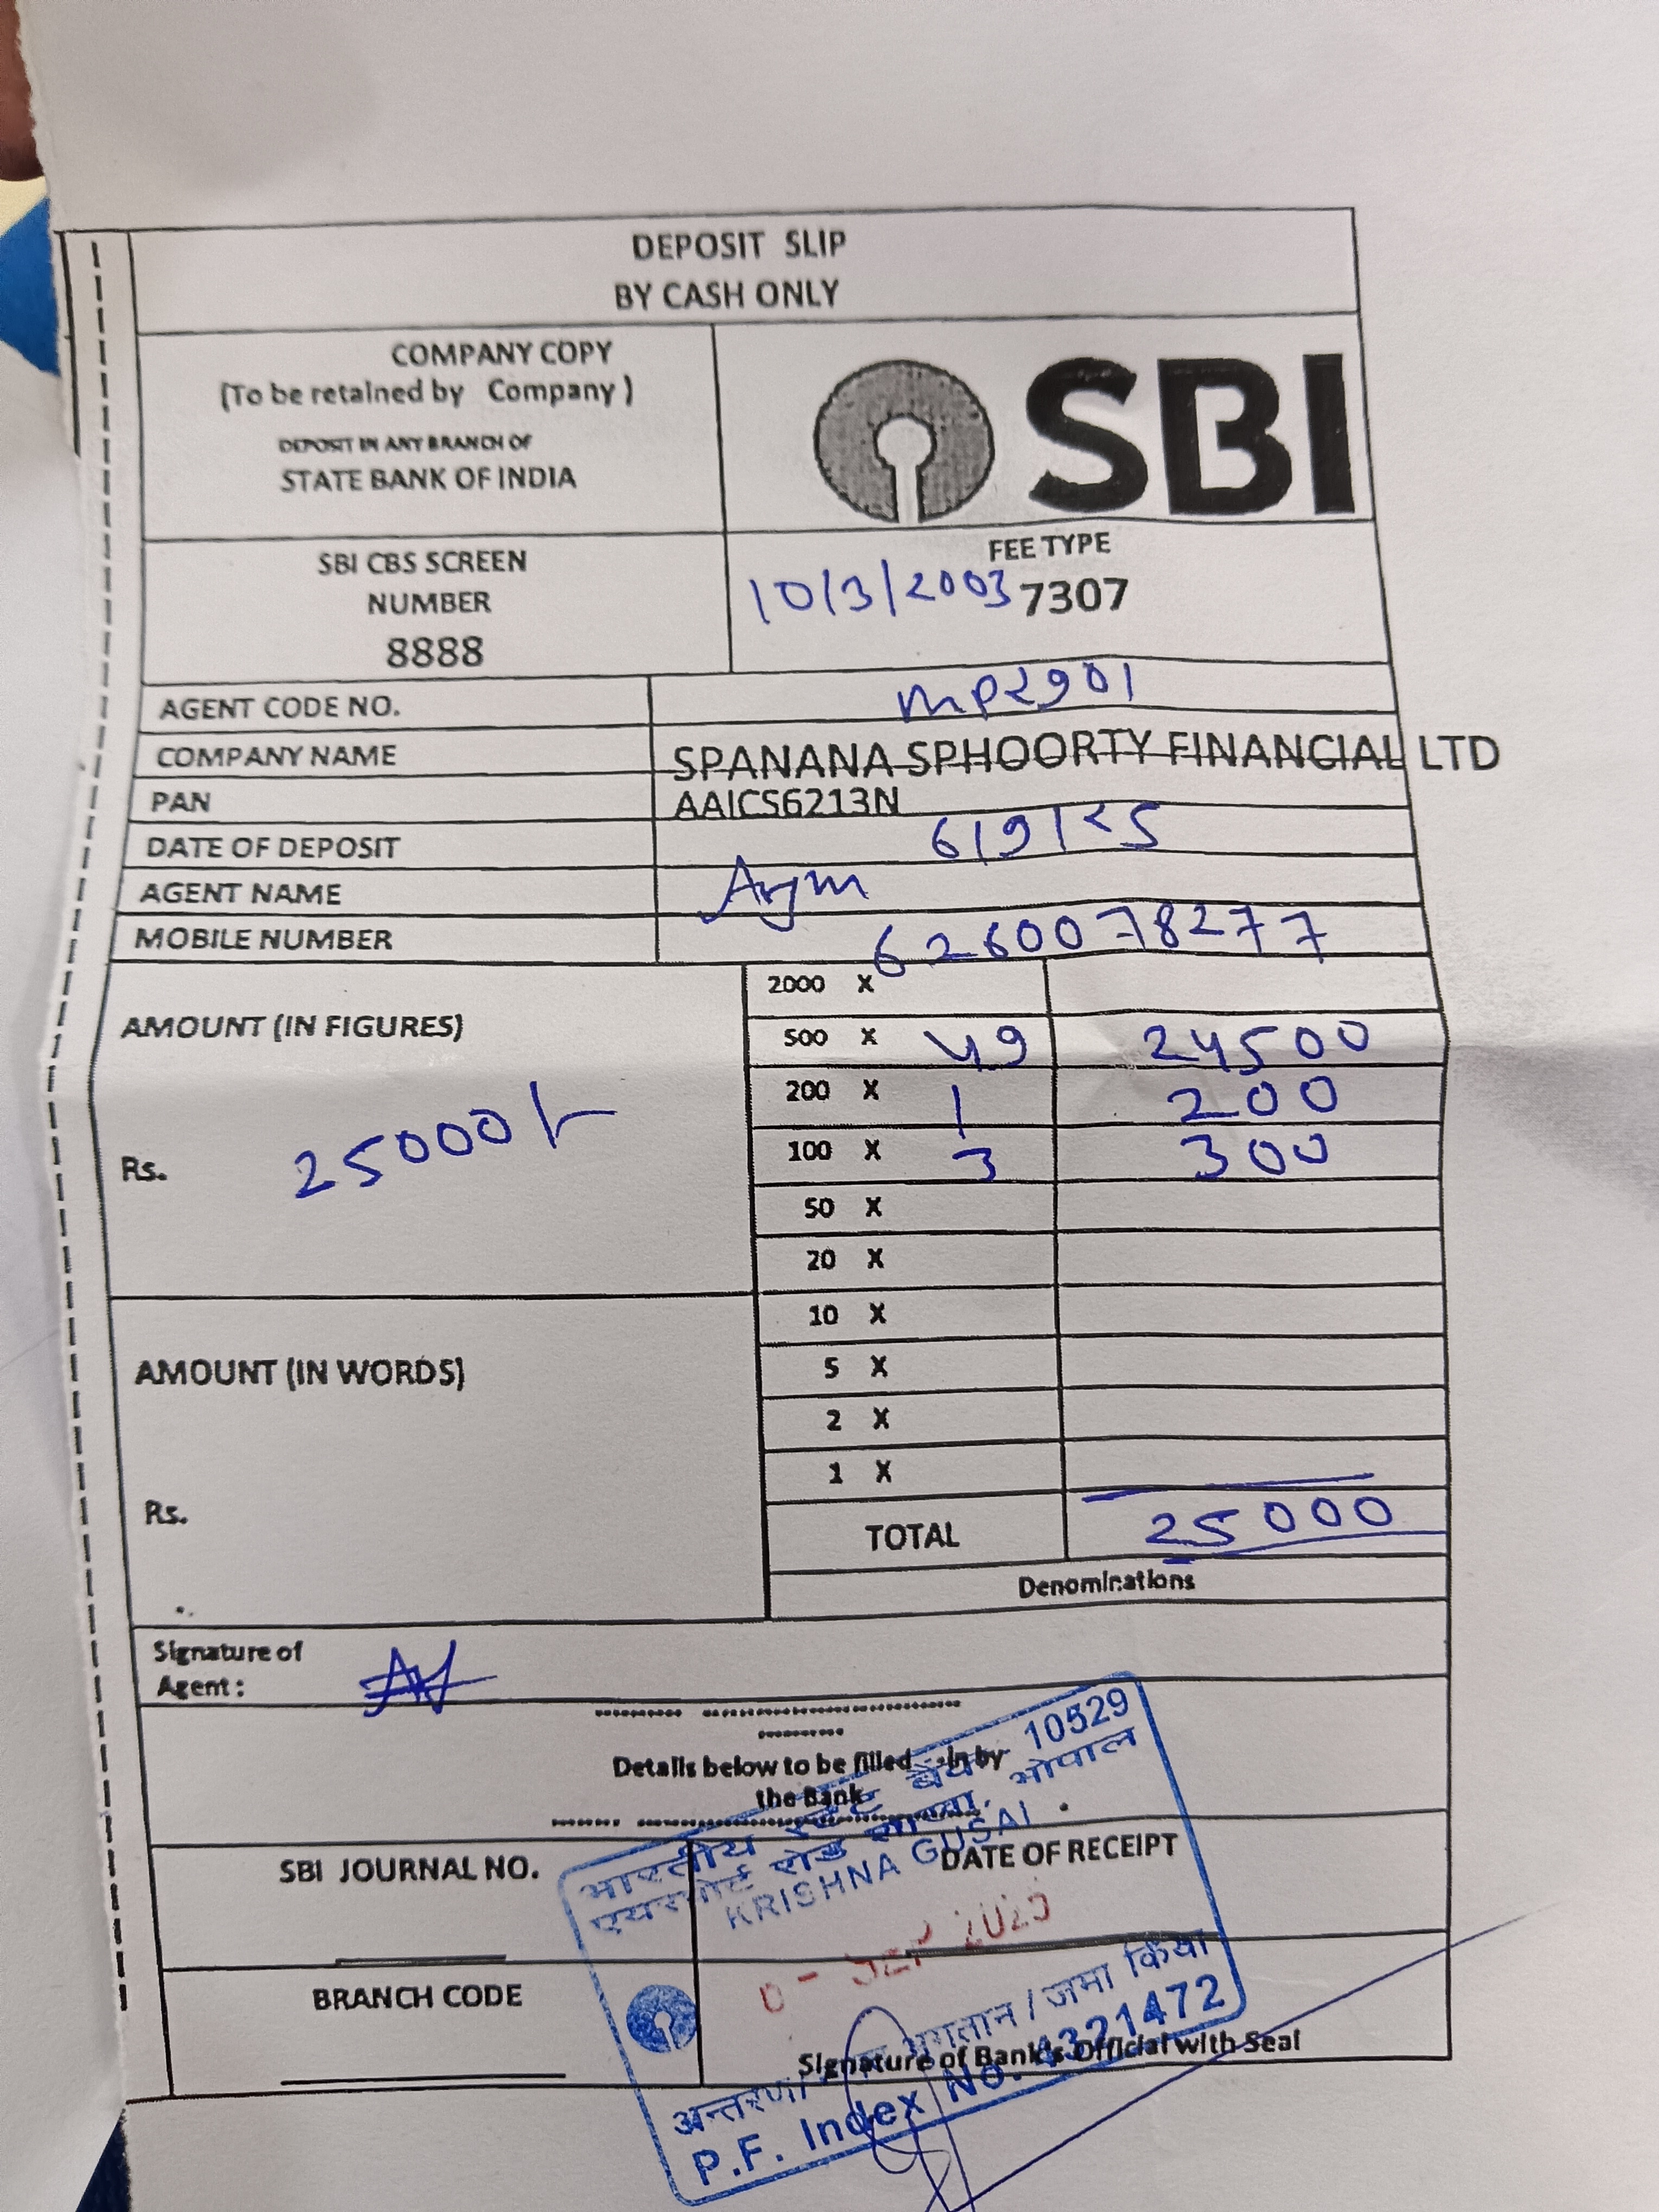 DEPOSIT SLIP
BY CASH ONLY
COMPANY COPY
(To be retained by Company)
DEPOSIT IN ANY BRANCH OF
STATE BANK OF INDIA
SBI
SBI CBS SCREEN
NUMBER
8888
FEE TYPE
10/3/2003 7307
AGENT CODE NO. MP2901
COMPANY NAME SPANANA SPHOORTY FINANCIAL LTD
PAN AAICS6213N
DATE OF DEPOSIT 6/9/25
AGENT NAME
MOBILE NUMBER 6260078277
AMOUNT (IN FIGURES)
Rs. 25000/-
2000 X
500 X 49 24500
200 X 1 200
100 X 3 300
50 X
20 X
10 X
5 X
2 X
1 X
TOTAL 25000
Denominations
AMOUNT (IN WORDS)
Rs.
Signature of
Agent:
Details below to be filled in by
the Bank
SBI JOURNAL NO.
DATE OF RECEIPT
BRANCH CODE
Signature of Bank's Official with Seal
भारतीय स्टेट बैंक 10529
एयरपोर्ट रोड शाखा, भोपाल
KRISHNA GUSAI
SEP 2025
भुगतान / जमा किया
P.F. Index No. 4321472